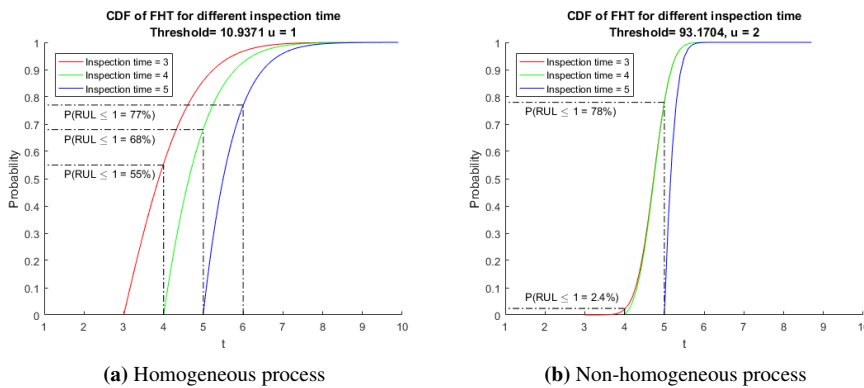 CDF of FHT for different inspection time
Threshold= 10.9371 u = 1
1
0.9
0.8
0.7
0.6
0.5
0.4
0.3
0.2
0.1
0
Probability
Inspection time = 3
Inspection time = 4
Inspection time = 5
P(RUL ≤ 1 = 77%)
P(RUL ≤ 1 = 68%)
P(RUL ≤ 1 = 55%)
1 2 3 4 5 6 7 8 9 10
t
(a) Homogeneous process
CDF of FHT for different inspection time
Threshold= 93.1704, u = 2
1
0.9
0.8
0.7
0.6
0.5
0.4
0.3
0.2
0.1
0
Probability
Inspection time = 3
Inspection time = 4
Inspection time = 5
P(RUL ≤ 1 = 78%)
P(RUL ≤ 1 = 2.4%)
1 2 3 4 5 6 7 8 9 10
t
(b) Non-homogeneous process